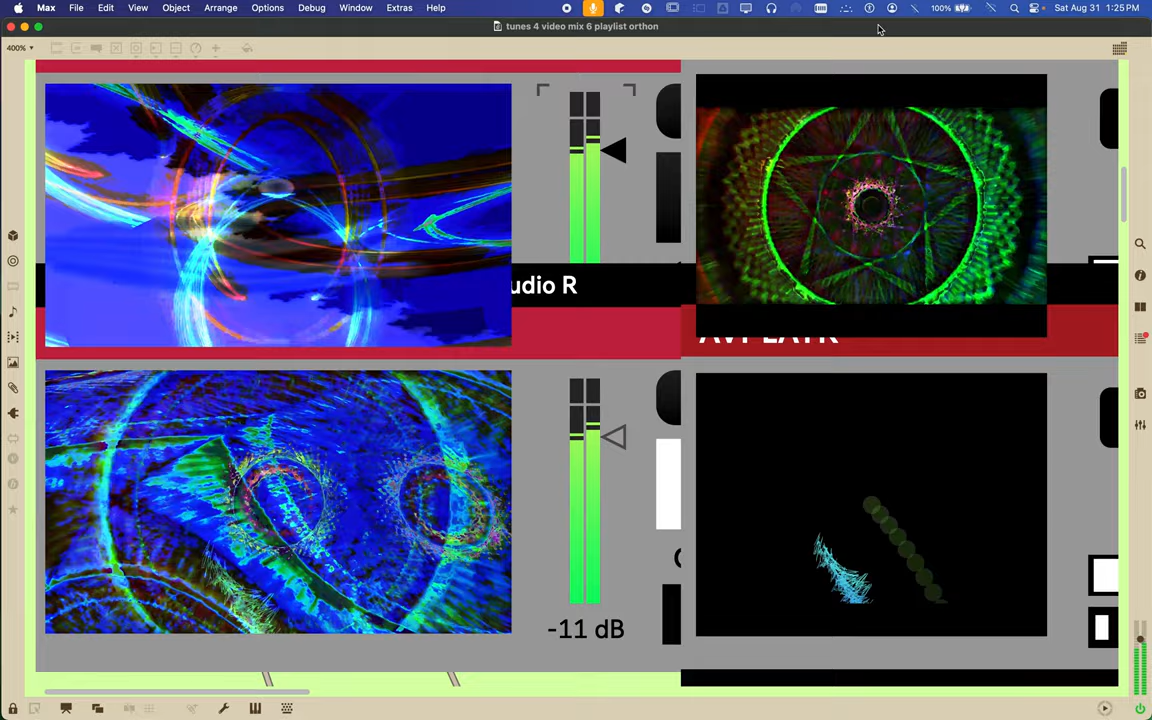 Max File Edit View Object Arrange Options Debug Window Extras Help 100% Sat Aug 31 1:25 PM
tunes 4 video mix 6 playlist orthon
400%
udio R
-11 dB